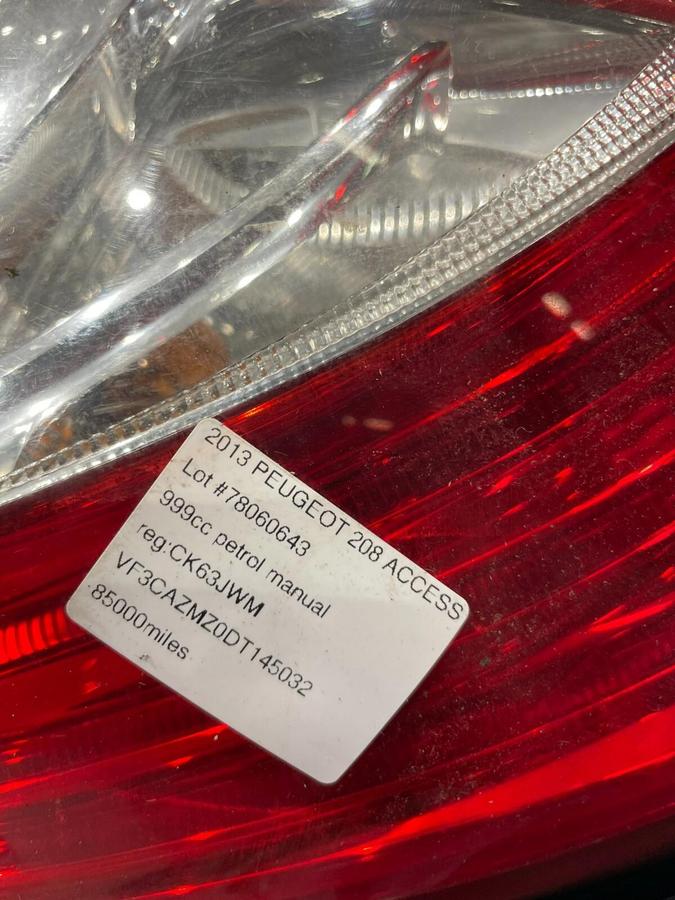 2013 PEUGEOT 208 ACCESS
Lot #78060643
999cc petrol manual
reg:CK63JWM
VF3CAZMZ0DT145032
85000miles